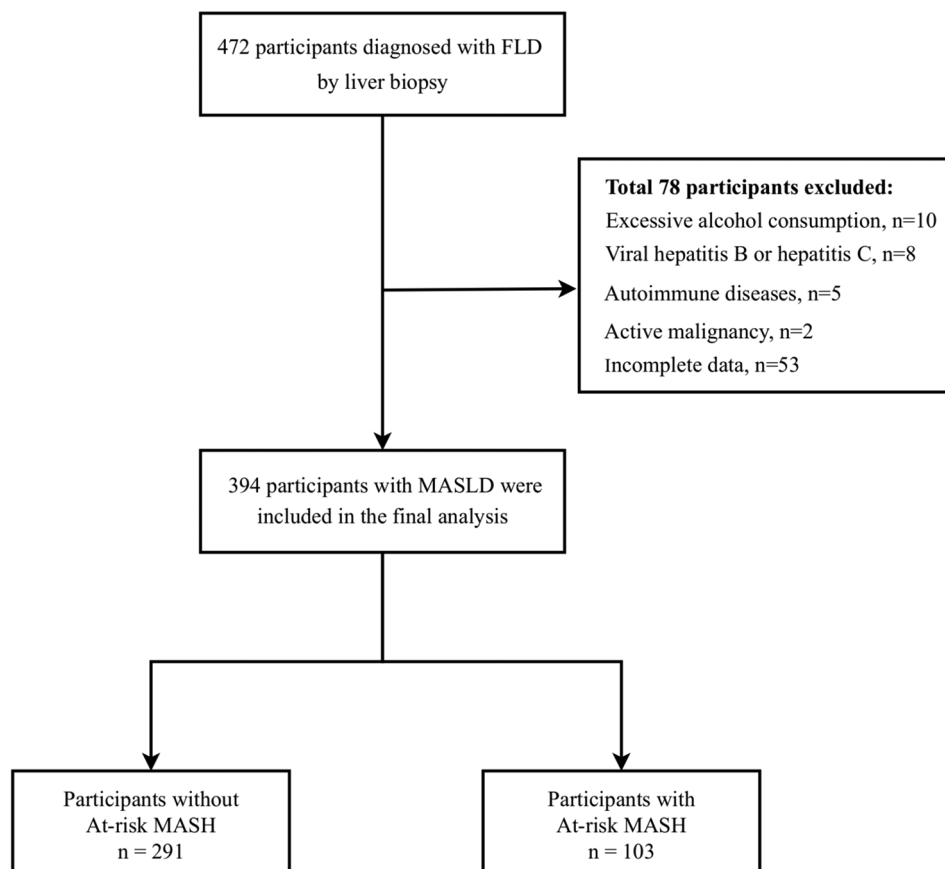 472 participants diagnosed with FLD
by liver biopsy
Total 78 participants excluded:
Excessive alcohol consumption, n=10
Viral hepatitis B or hepatitis C, n=8
Autoimmune diseases, n=5
Active malignancy, n=2
Incomplete data, n=53
394 participants with MASLD were
included in the final analysis
Participants without
At-risk MASH
n = 291
Participants with
At-risk MASH
n = 103